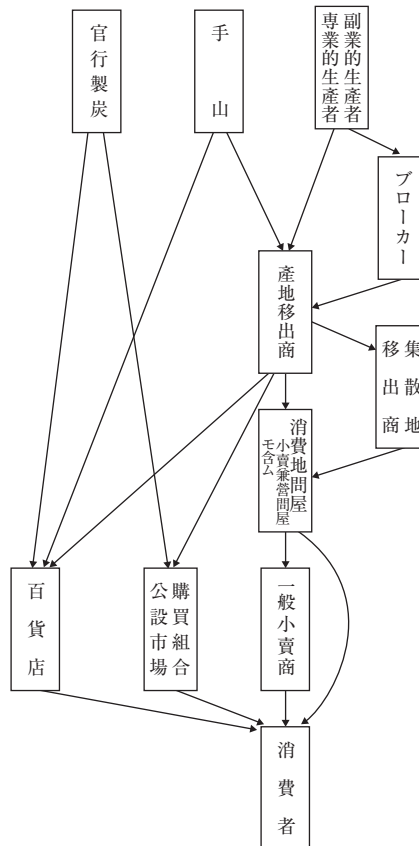 副業的生產者
専業的生產者
手山
官行製炭
ブローカー
產地移出商
集散地
移出商
消費地問屋
小賣兼營問屋
モ含ム
一般小賣商
購買組合
公設市場
百貨店
消費者